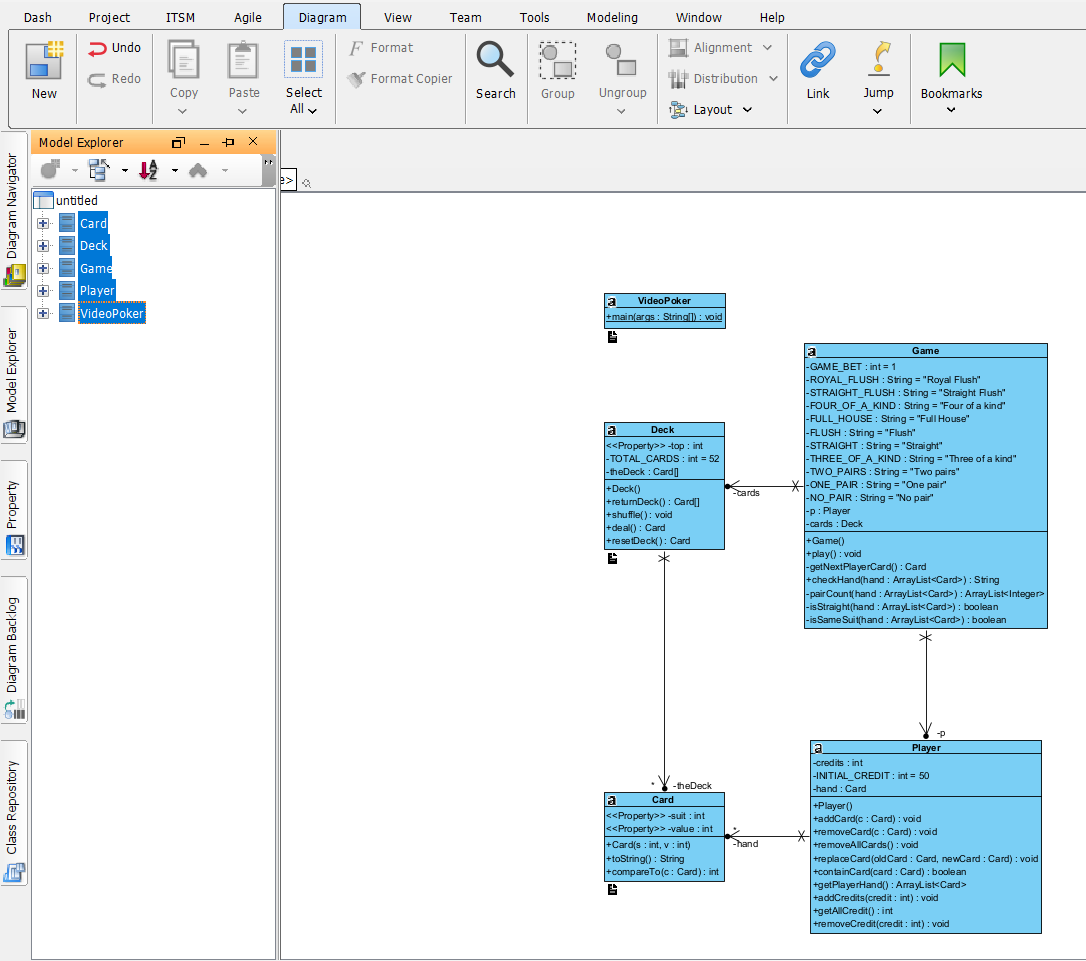 Dash Project ITSM Agile Diagram View Team Tools Modeling Window Help
New
Undo
Redo
Copy
Paste
Select
All
Format
Format Copier
Search
Group
Ungroup
Alignment
Distribution
Layout
Link
Jump
Bookmarks
Diagram Navigator
Model Explorer
Property
Diagram Backlog
Class Repository
Model Explorer
untitled
Card
Deck
Game
Player
VideoPoker
e>
VideoPoker
+main(args : String[]) : void
Game
-GAME_BET : int = 1
-ROYAL_FLUSH : String = "Royal Flush"
-STRAIGHT_FLUSH : String = "Straight Flush"
-FOUR_OF_A_KIND : String = "Four of a kind"
-FULL_HOUSE : String = "Full House"
-FLUSH : String = "Flush"
-STRAIGHT : String = "Straight"
-THREE_OF_A_KIND : String = "Three of a kind"
-TWO_PAIRS : String = "Two pairs"
-ONE_PAIR : String = "One pair"
-NO_PAIR : String = "No pair"
-p : Player
-cards : Deck
+Game()
+play() : void
-getNextPlayerCard() : Card
+checkHand(hand : ArrayList<Card>) : String
-pairCount(hand : ArrayList<Card>) : ArrayList<Integer>
-isStraight(hand : ArrayList<Card>) : boolean
-isSameSuit(hand : ArrayList<Card>) : boolean
Deck
<<Property>> -top : int
-TOTAL_CARDS : int = 52
-theDeck : Card[]
+Deck()
+returnDeck() : Card[]
+shuffle() : void
+deal() : Card
+resetDeck() : Card
-cards
-p
* -theDeck
Card
<<Property>> -suit : int
<<Property>> -value : int
+Card(s : int, v : int)
+toString() : String
+compareTo(c : Card) : int
*
-hand
Player
-credits : int
-INITIAL_CREDIT : int = 50
-hand : Card
+Player()
+addCard(c : Card) : void
+removeCard(c : Card) : void
+removeAllCards() : void
+replaceCard(oldCard : Card, newCard : Card) : void
+containCard(card : Card) : boolean
+getPlayerHand() : ArrayList<Card>
+addCredits(credit : int) : void
+getAllCredit() : int
+removeCredit(credit : int) : void